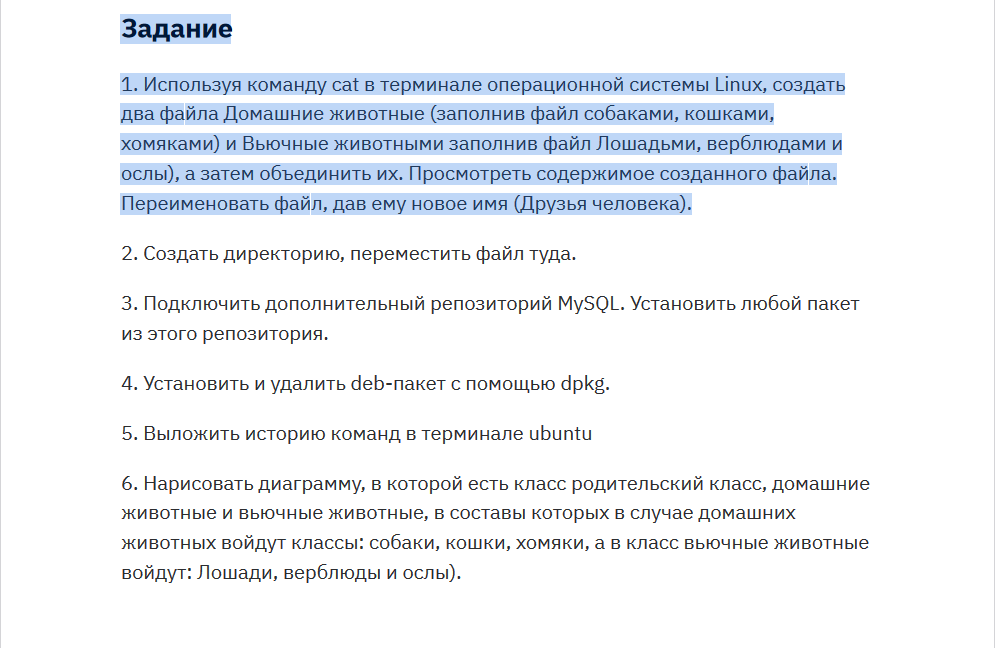 Задание
1. Используя команду cat в терминале операционной системы Linux, создать
два файла Домашние животные (заполнив файл собаками, кошками,
хомяками) и Вьючные животными заполнив файл Лошадьми, верблюдами и
ослы), а затем объединить их. Просмотреть содержимое созданного файла.
Переименовать файл, дав ему новое имя (Друзья человека).
2. Создать директорию, переместить файл туда.
3. Подключить дополнительный репозиторий MySQL. Установить любой пакет
из этого репозитория.
4. Установить и удалить deb-пакет с помощью dpkg.
5. Выложить историю команд в терминале ubuntu
6. Нарисовать диаграмму, в которой есть класс родительский класс, домашние
животные и вьючные животные, в составы которых в случае домашних
животных войдут классы: собаки, кошки, хомяки, а в класс вьючные животные
войдут: Лошади, верблюды и ослы).